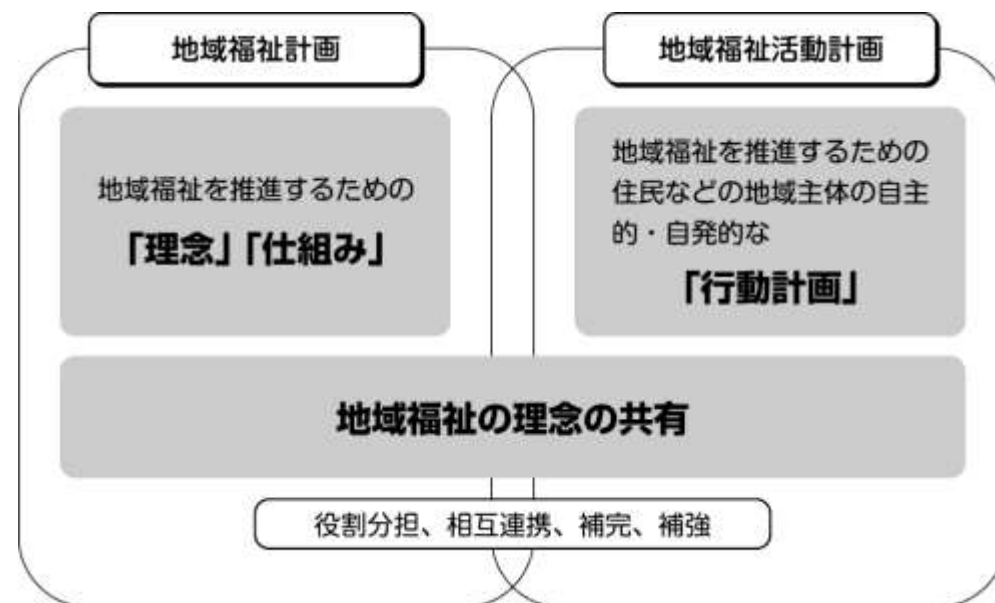 地域福祉計画
地域福祉を推進するための
「理念」「仕組み」
地域福祉活動計画
地域福祉を推進するための
住民などの地域主体の自主
的・自発的な
「行動計画」
地域福祉の理念の共有
役割分担、相互連携、補完、補強